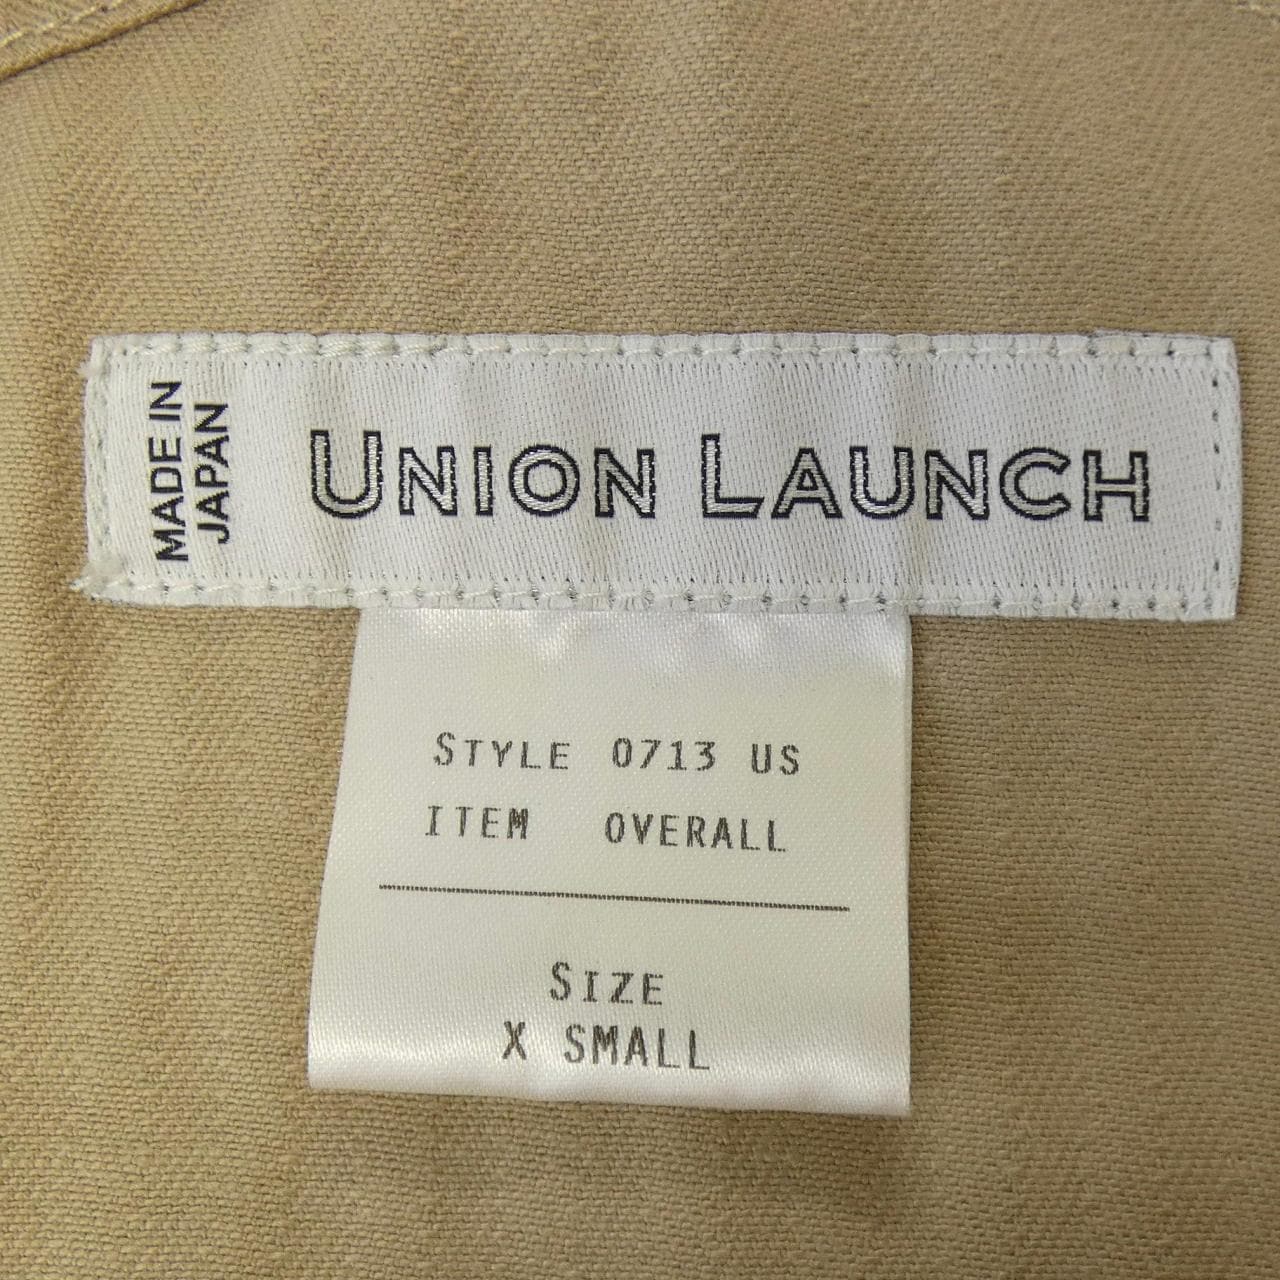 MADE IN
JAPAN
UNION LAUNCH
STYLE 0713 US
ITEM OVERALL
SIZE
X SMALL